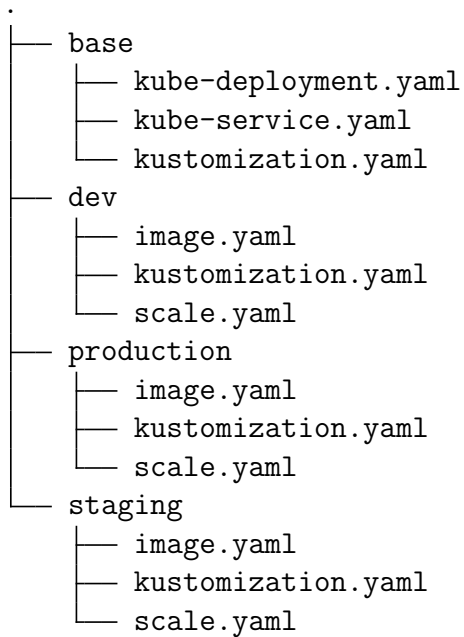 .
├── base
│   ├── kube-deployment.yaml
│   ├── kube-service.yaml
│   └── kustomization.yaml
├── dev
│   ├── image.yaml
│   ├── kustomization.yaml
│   └── scale.yaml
├── production
│   ├── image.yaml
│   ├── kustomization.yaml
│   └── scale.yaml
└── staging
    ├── image.yaml
    ├── kustomization.yaml
    └── scale.yaml